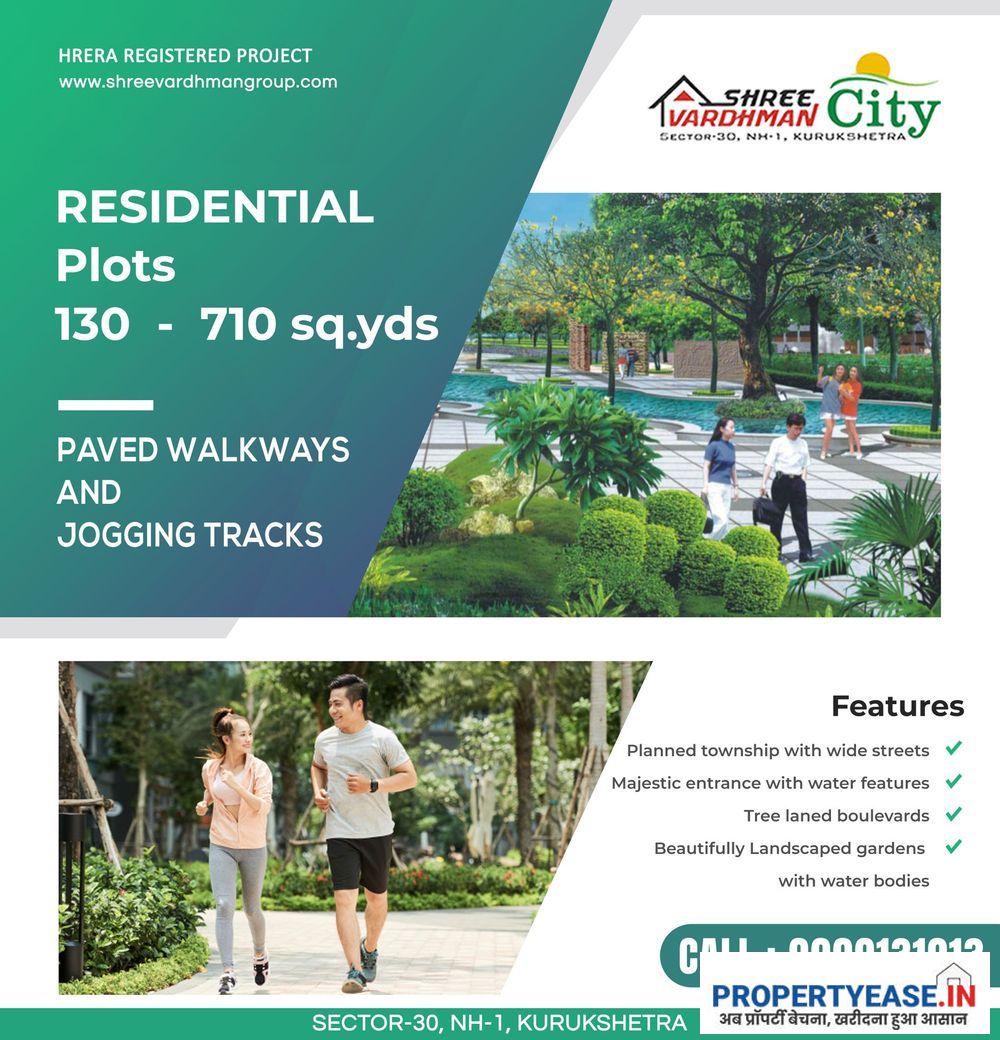 HRERA REGISTERED PROJECT
www.shreevardhmangroup.com
SHREE
VARDHMAN
City
SECTOR-30, NH-1, KURUKSHETRA
RESIDENTIAL
Plots
130 - 710 sq.yds
PAVED WALKWAYS
AND
JOGGING TRACKS
Features
Planned township with wide streets
Majestic entrance with water features
Tree laned boulevards
Beautifully Landscaped gardens
with water bodies
CALL :
PROPERTYEASE.IN
अब प्रॉपर्टी बेचना, खरीदना हुआ आसान
SECTOR-30, NH-1, KURUKSHETRA